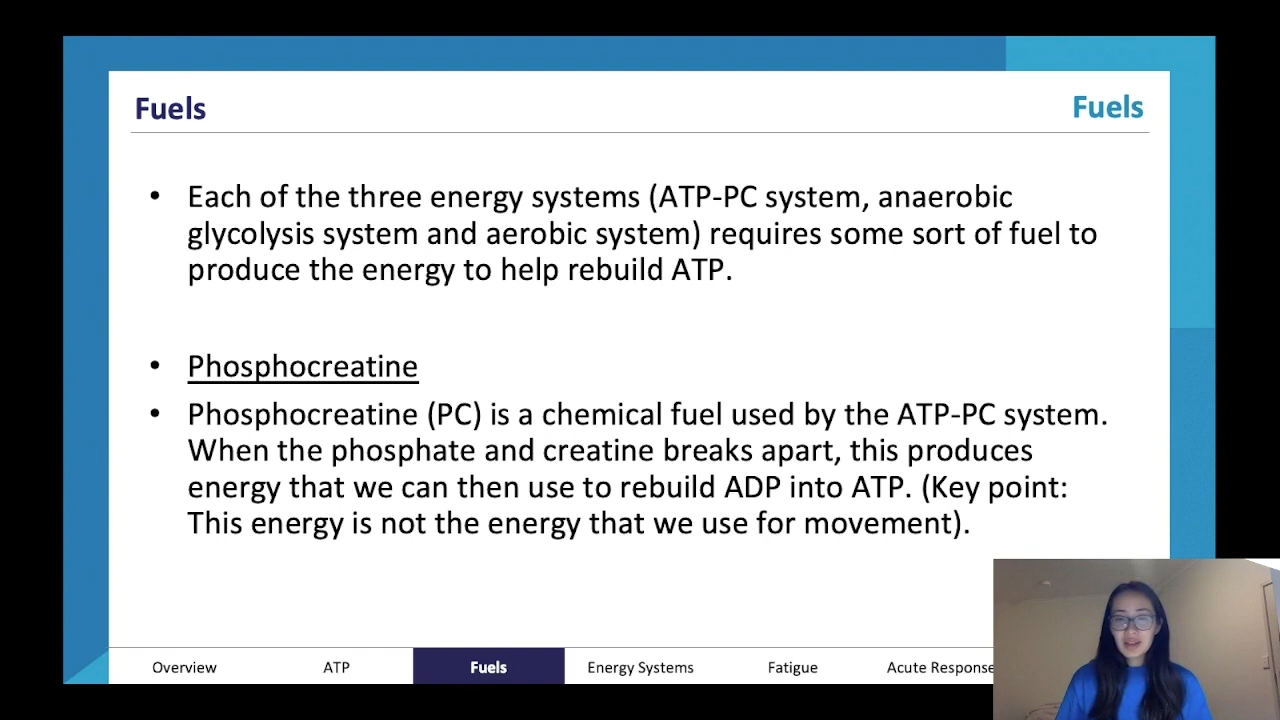 Fuels
Fuels
• Each of the three energy systems (ATP-PC system, anaerobic
glycolysis system and aerobic system) requires some sort of fuel to
produce the energy to help rebuild ATP.
• Phosphocreatine
• Phosphocreatine (PC) is a chemical fuel used by the ATP-PC system.
When the phosphate and creatine breaks apart, this produces
energy that we can then use to rebuild ADP into ATP. (Key point:
This energy is not the energy that we use for movement).
Overview ATP Fuels Energy Systems Fatigue Acute Response